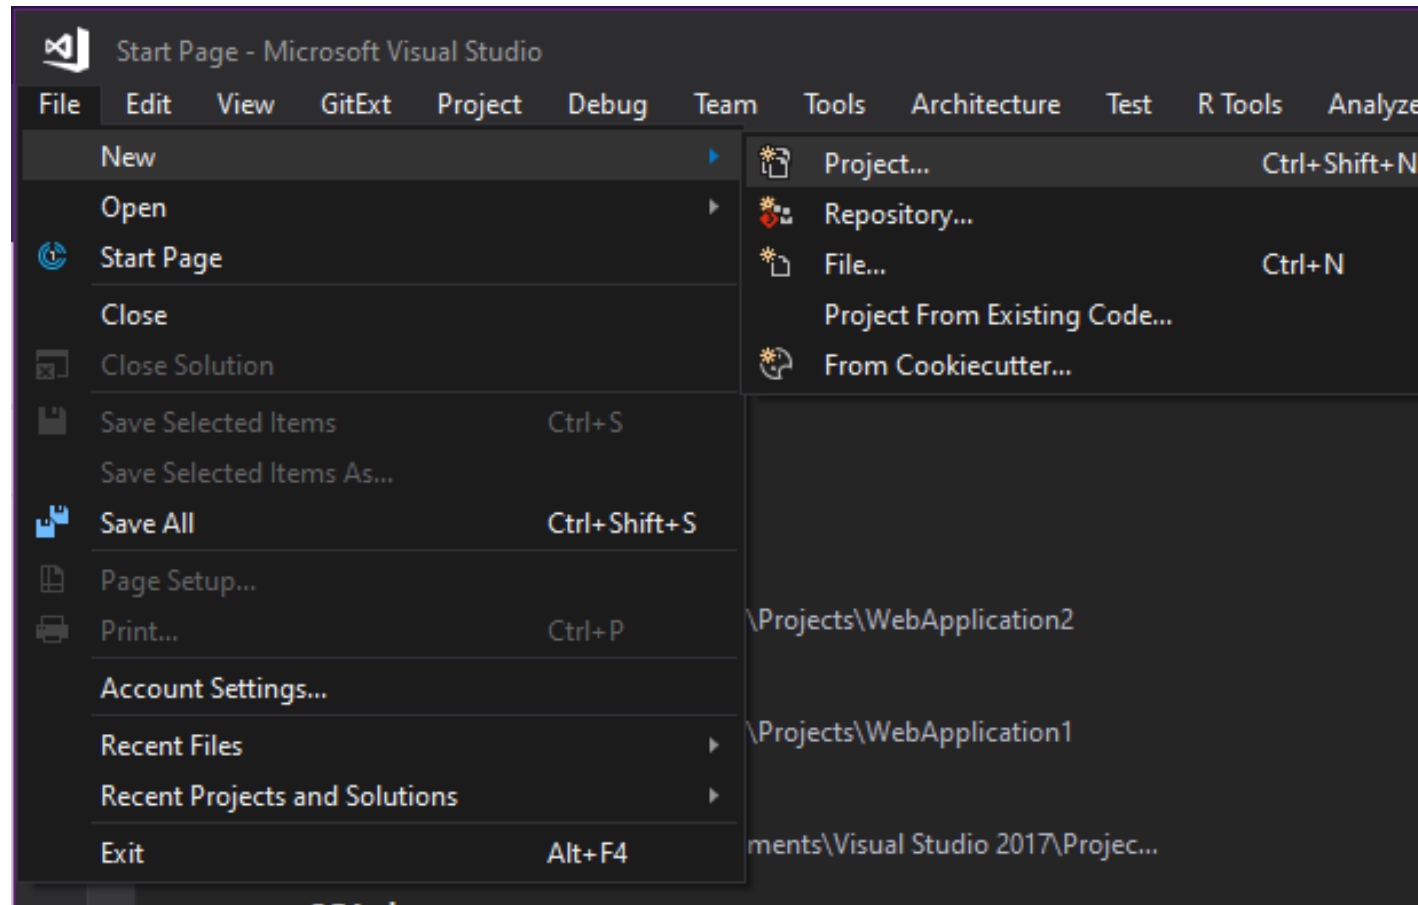 Start Page - Microsoft Visual Studio
File Edit View GitExt Project Debug Team Tools Architecture Test R Tools Analyze
New
Open
Start Page
Close
Close Solution
Save Selected Items Ctrl+S
Save Selected Items As...
Save All Ctrl+Shift+S
Page Setup...
Print... Ctrl+P
Account Settings...
Recent Files
Recent Projects and Solutions
Exit Alt+F4
Project... Ctrl+Shift+N
Repository...
File... Ctrl+N
Project From Existing Code...
From Cookiecutter...
\Projects\WebApplication2
\Projects\WebApplication1
ments\Visual Studio 2017\Projec...